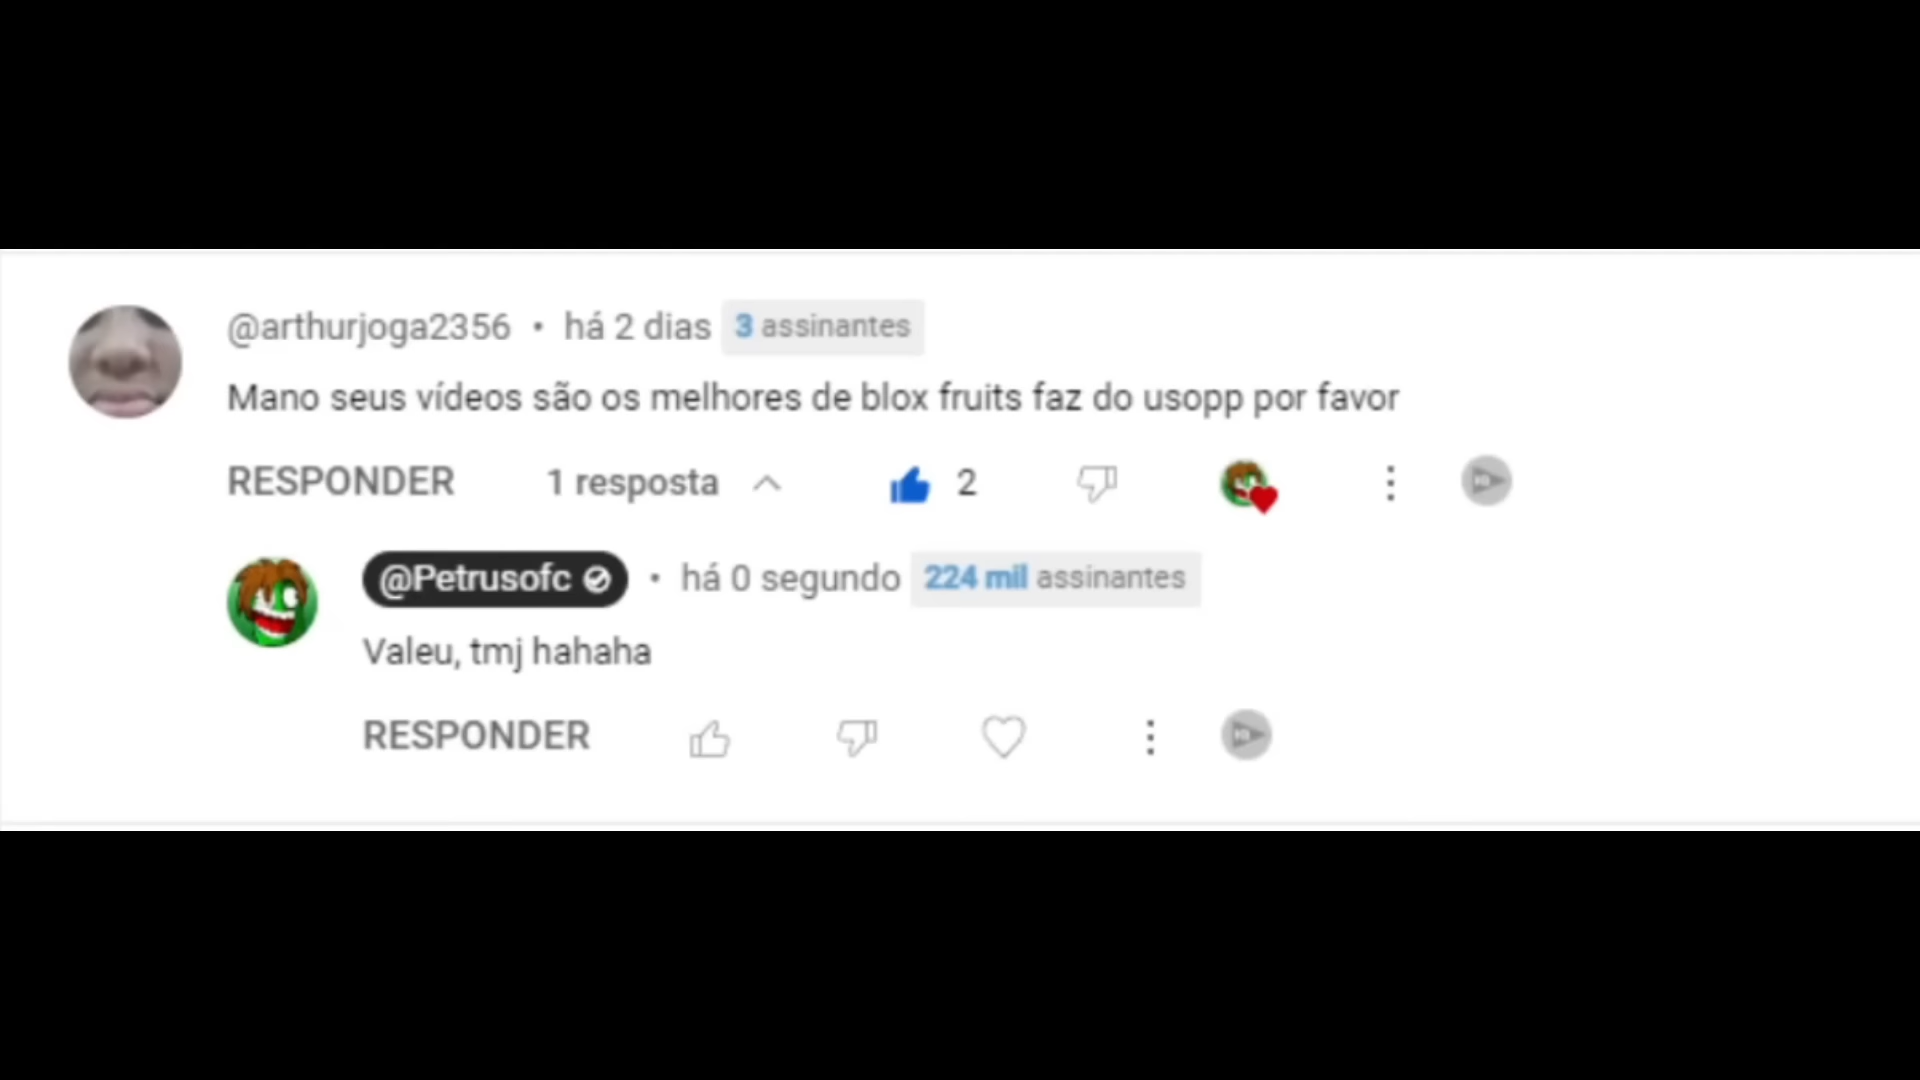 @arthurjoga2356 • há 2 dias 3 assinantes
Mano seus vídeos são os melhores de blox fruits faz do usopp por favor
RESPONDER 1 resposta 2
@Petrusofc • há 0 segundo 224 mil assinantes
Valeu, tmj hahaha
RESPONDER